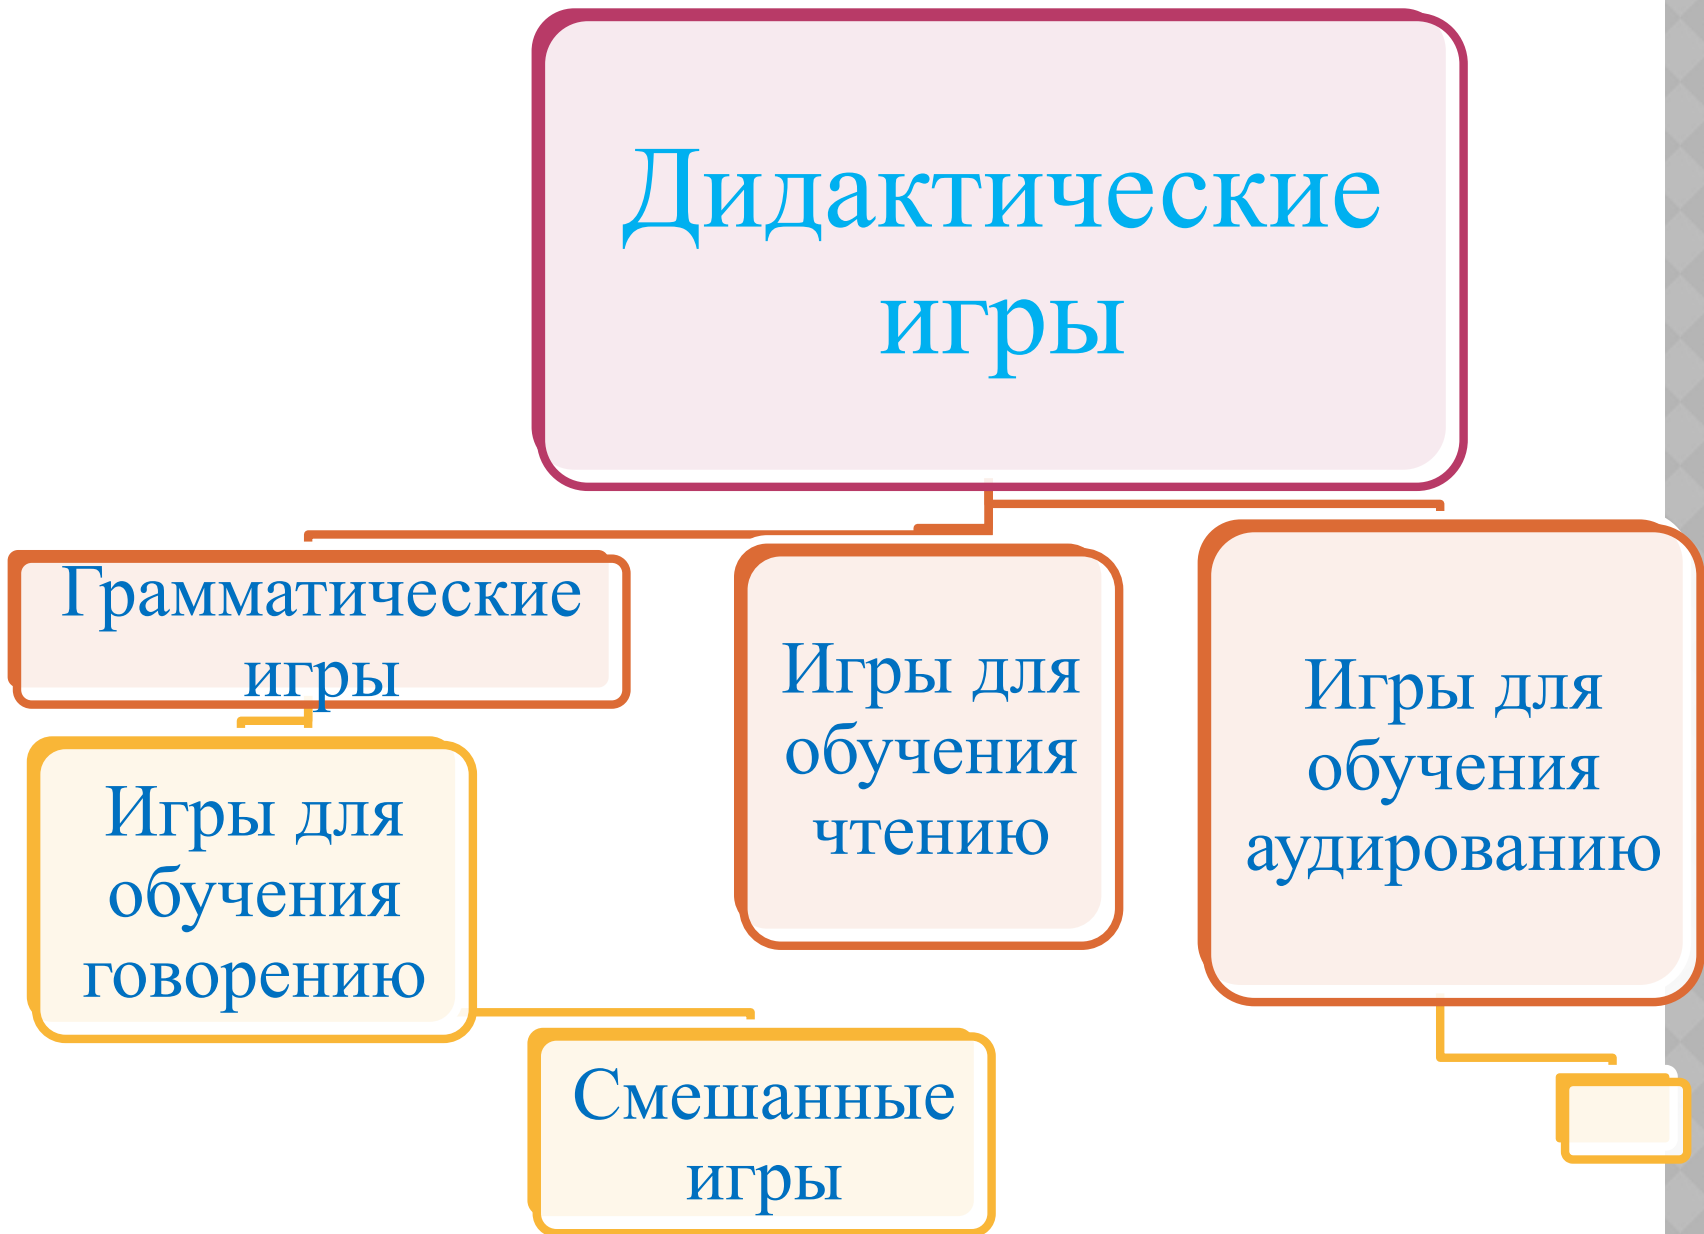 Дидактические
игры
Грамматические
игры
Игры для
обучения
чтению
Игры для
обучения
аудированию
Игры для
обучения
говорению
Смешанные
игры